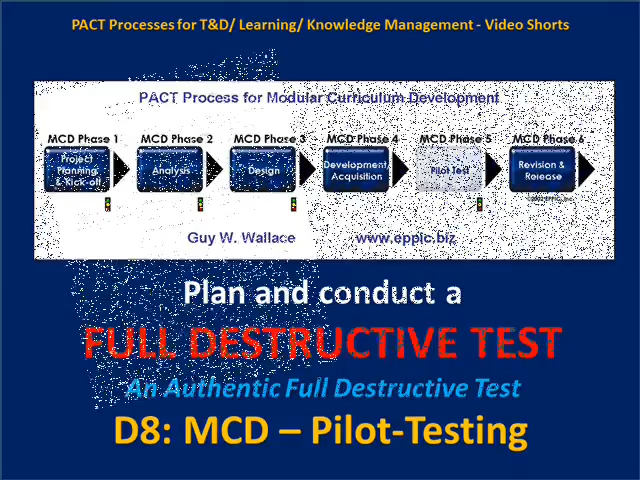 PACT Processes for T&D/ Learning/ Knowledge Management - Video Shorts
PACT Process for Modular Curriculum Development
MCD Phase 1 MCD Phase 2 MCD Phase 3 MCD Phase 4 MCD Phase 5 MCD Phase 6
Project Planning & Kick-off
Analysis
Design
Development/ Acquisition
Pilot Test
Revision & Release
Guy W. Wallace www.eppic.biz
Plan and conduct a
FULL DESTRUCTIVE TEST
An Authentic Full Destructive Test
D8: MCD – Pilot-Testing